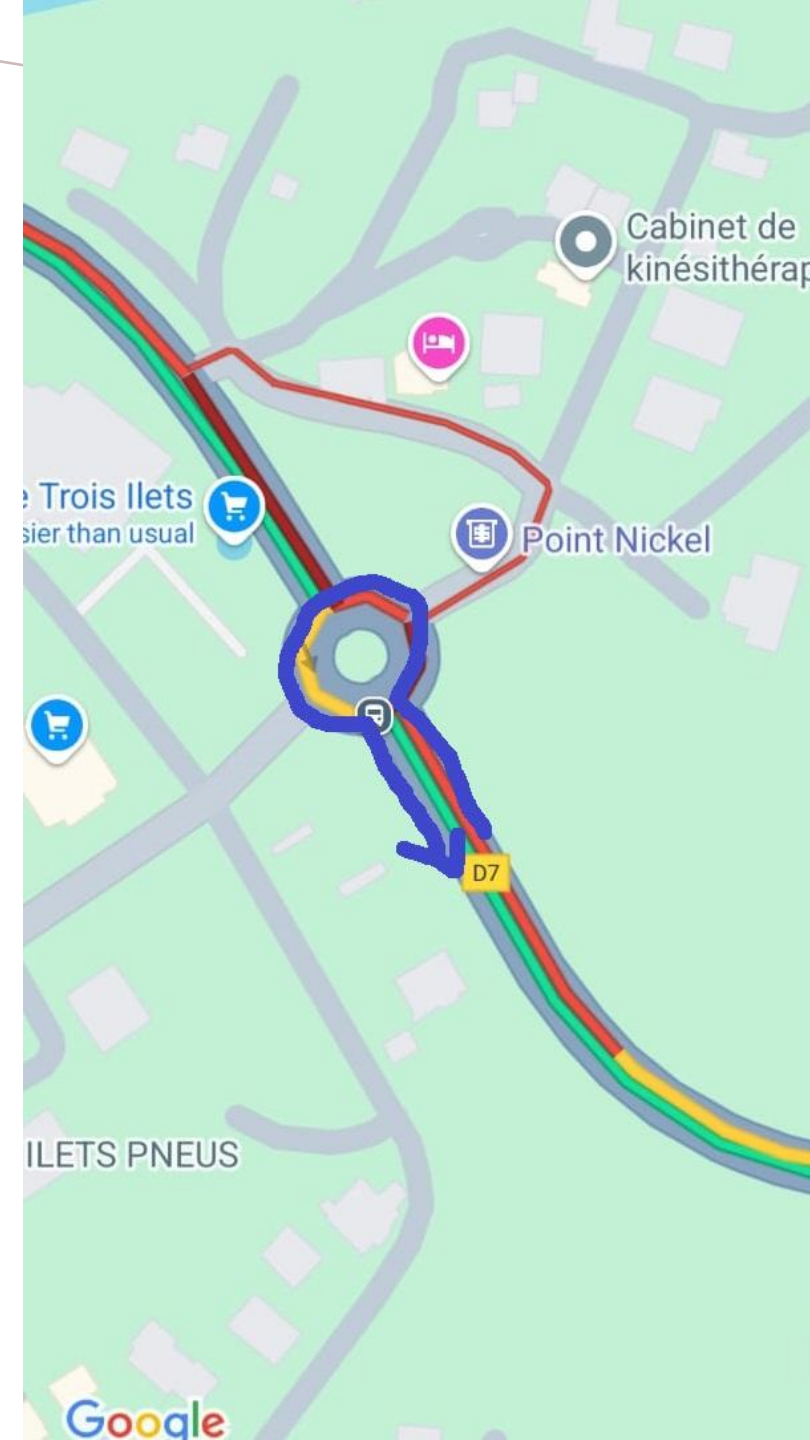 Cabinet de
kinésithérap
e Trois Ilets
sier than usual
Point Nickel
D7
ILETS PNEUS
Google